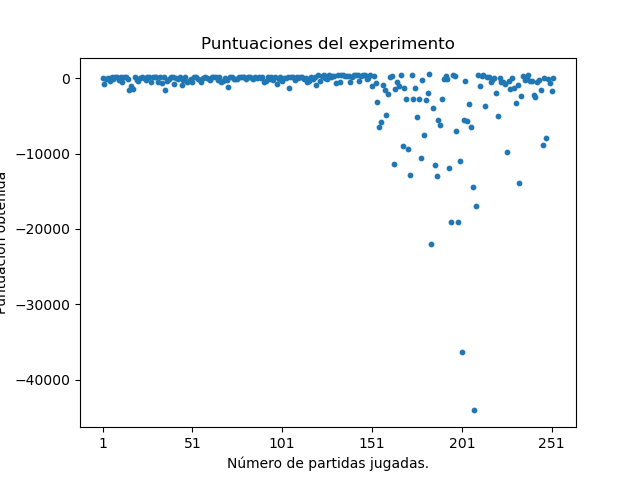 Puntuaciones del experimento
Puntuación obtenida
0
−10000
−20000
−30000
−40000
1 51 101 151 201 251
Número de partidas jugadas.